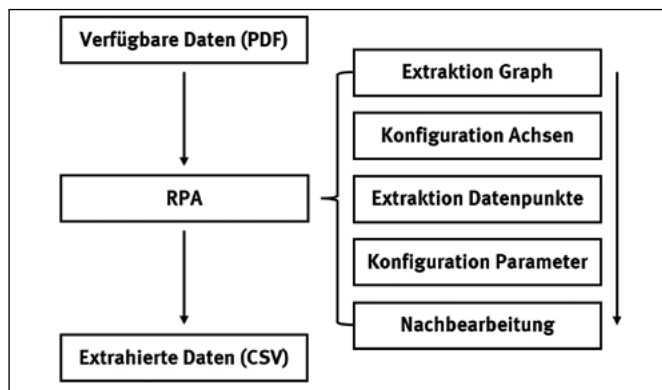 Verfügbare Daten (PDF)
RPA
Extrahierte Daten (CSV)
Extraktion Graph
Konfiguration Achsen
Extraktion Datenpunkte
Konfiguration Parameter
Nachbearbeitung